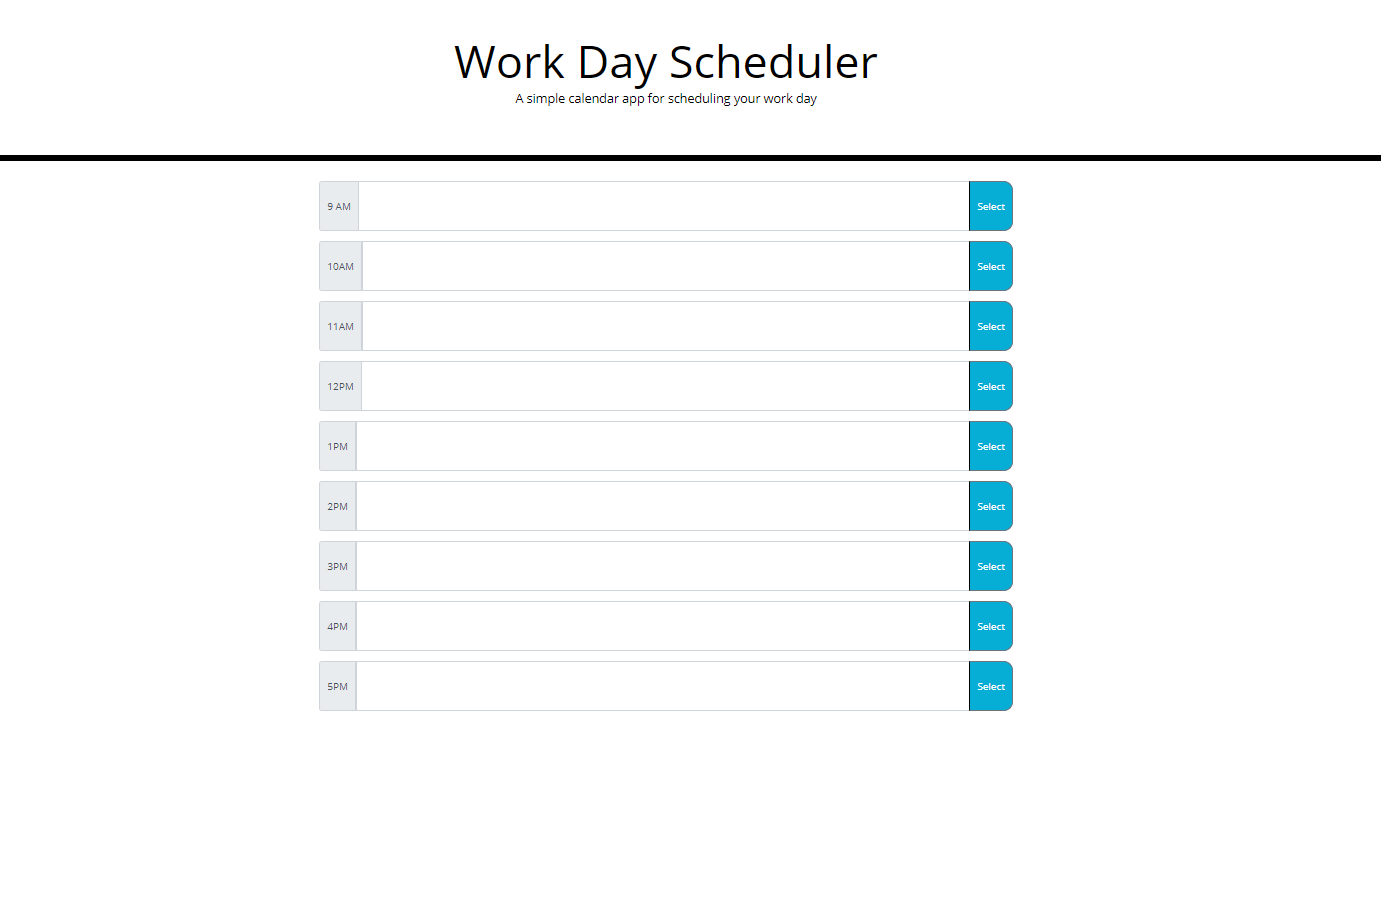 Work Day Scheduler
A simple calendar app for scheduling your work day
9 AM Select
10AM Select
11AM Select
12PM Select
1PM Select
2PM Select
3PM Select
4PM Select
5PM Select